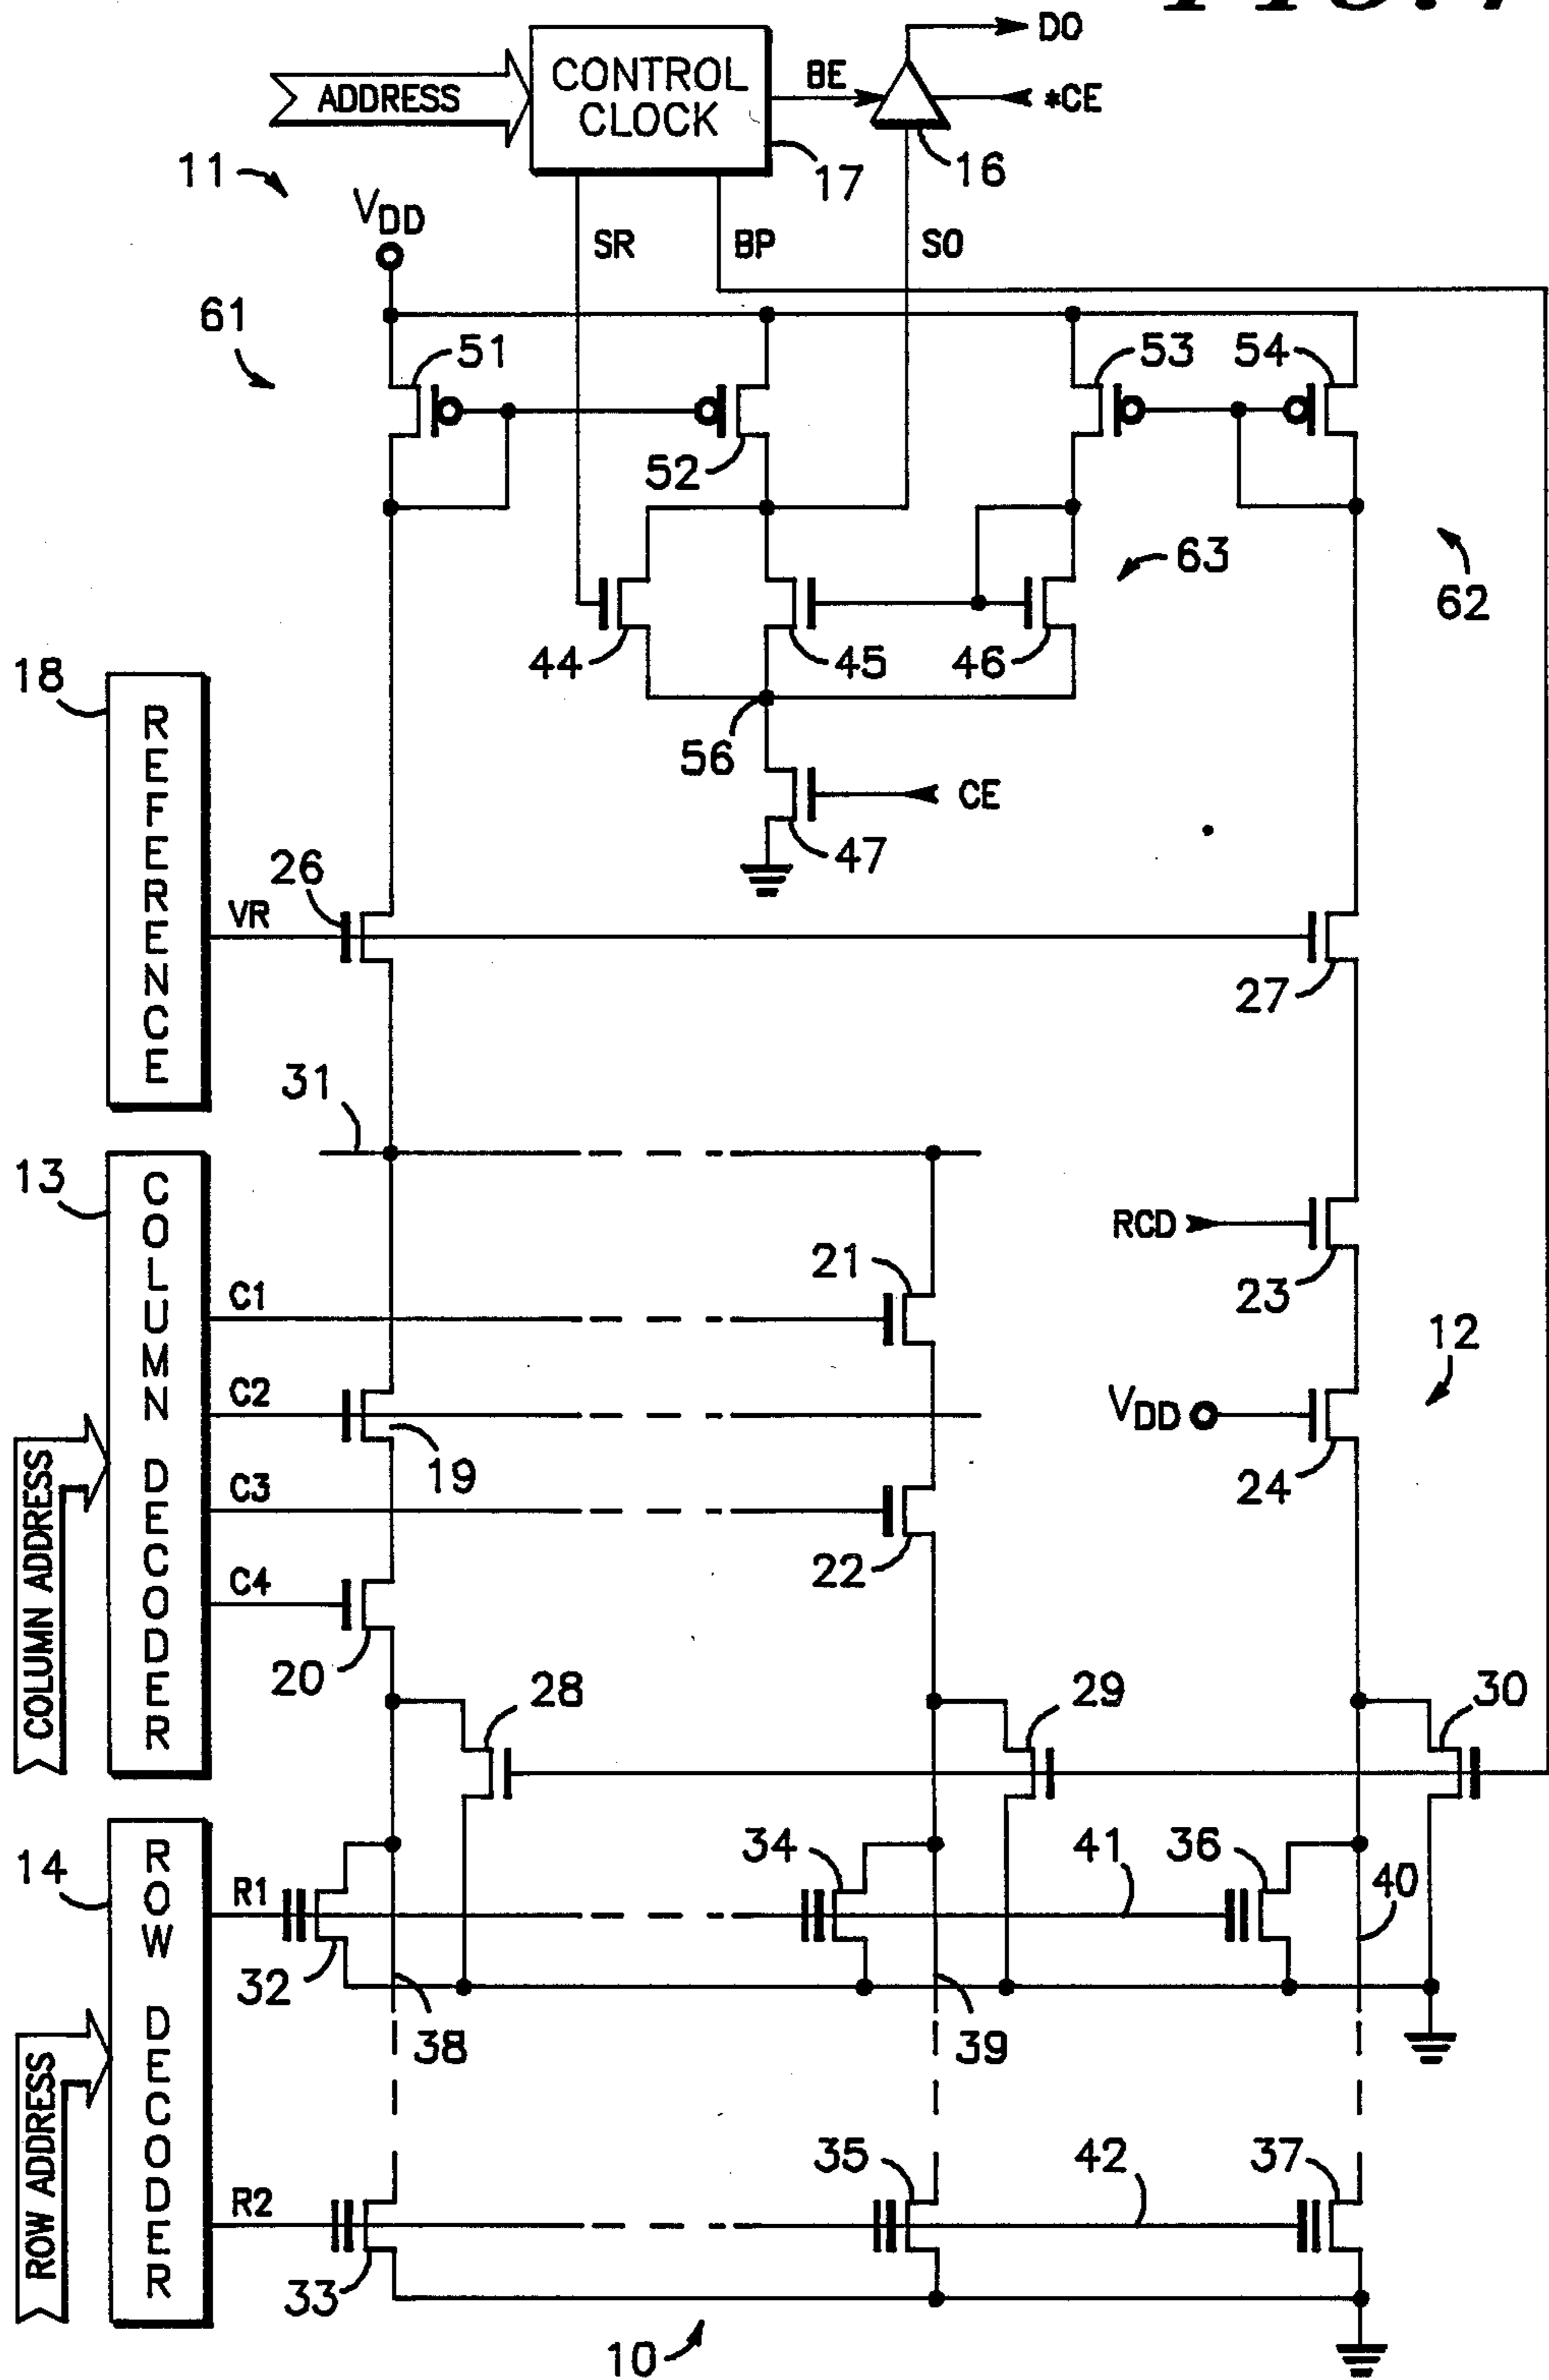 FIG. 1
DO
ADDRESS
CONTROL CLOCK
BE
*CE
11
17
16
VDD
SR
BP
SO
61
51
53
54
52
63
62
44
45
46
18
REFERENCE
56
CE
47
26
VR
27
31
13
COLUMN DECODER
RCD
21
23
C1
12
C2
VDD
19
24
COLUMN ADDRESS
C3
22
C4
20
28
29
30
14
ROW DECODER
34
41
36
40
R1
32
38
39
ROW ADDRESS
35
42
37
R2
33
10